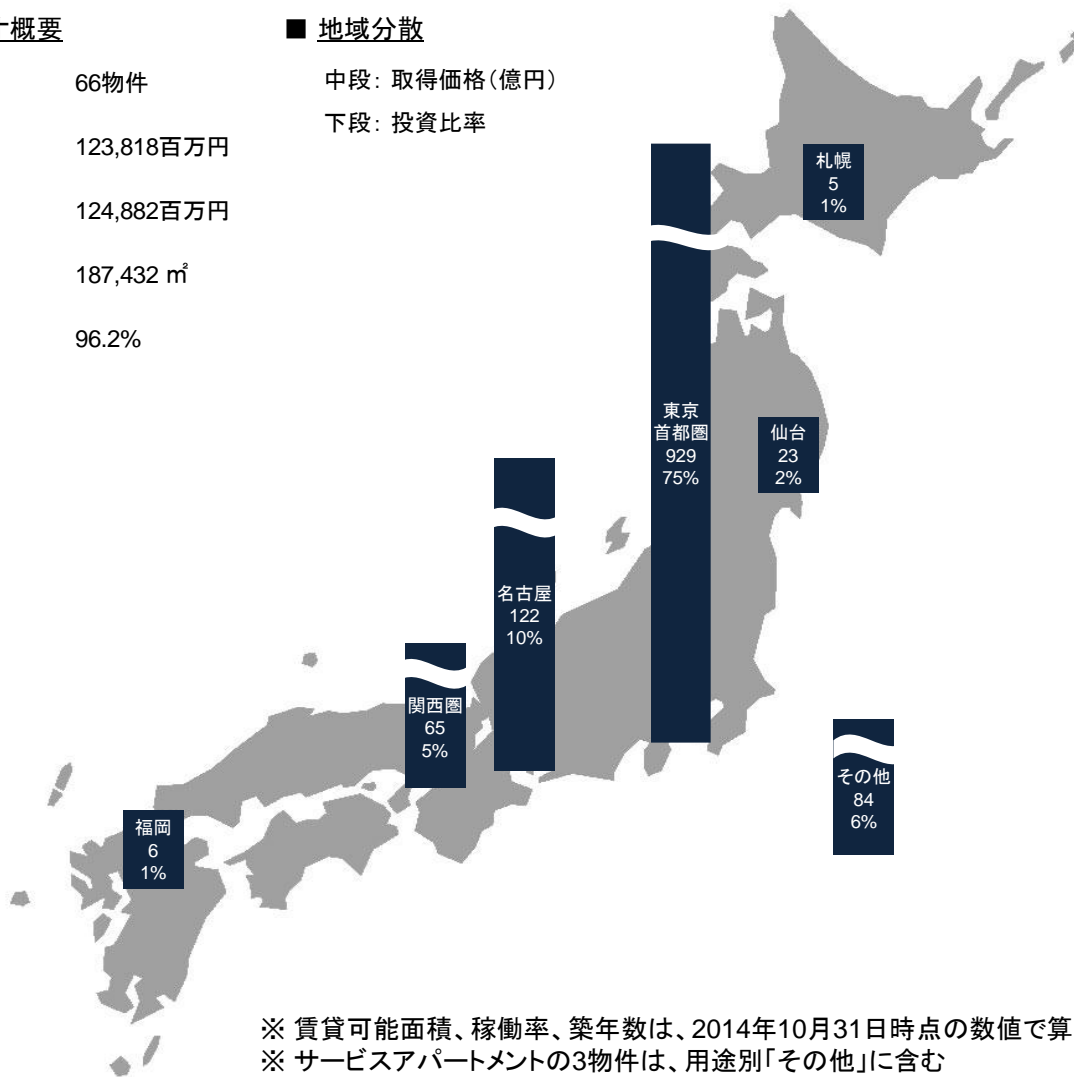 概要
66物件
123,818百万円
124,882百万円
187,432 ㎡
96.2%
■ 地域分散
中段: 取得価格(億円)
下段: 投資比率
札幌
5
1%
東京
首都圏
929
75%
仙台
23
2%
名古屋
122
10%
関西圏
65
5%
その他
84
6%
福岡
6
1%
※ 賃貸可能面積、稼働率、築年数は、2014年10月31日時点の数値で算
※ サービスアパートメントの3物件は、用途別「その他」に含む